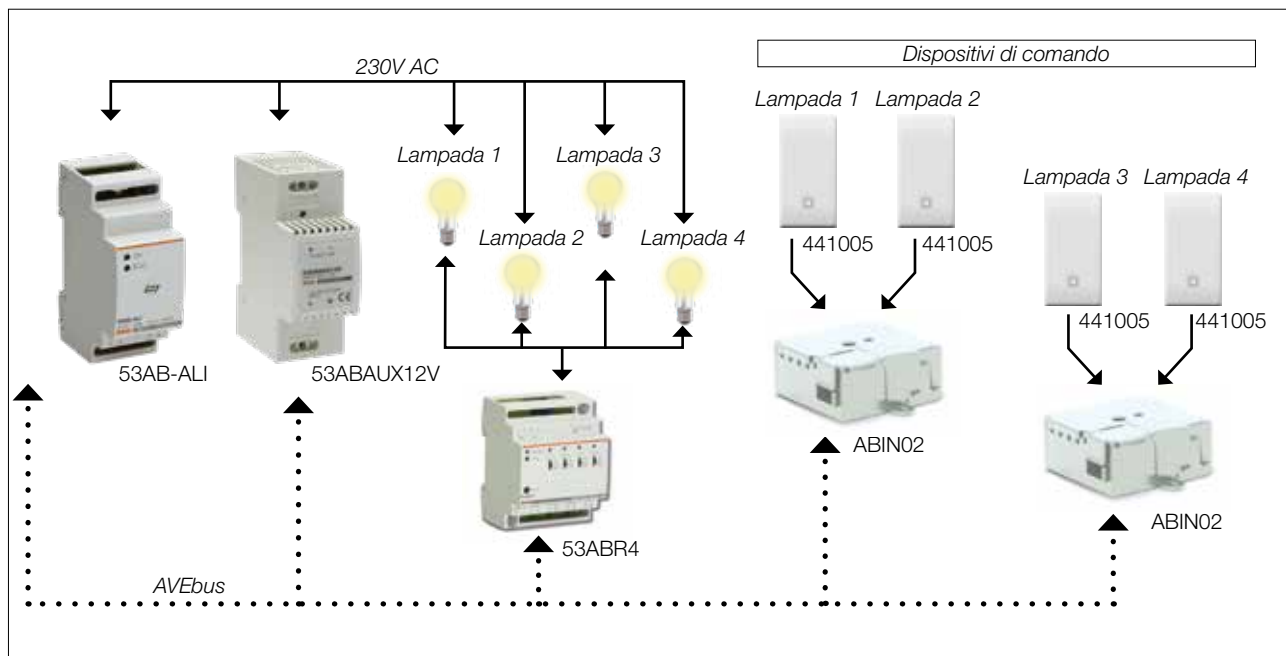 230V AC
Dispositivi di comando
Lampada 1
Lampada 2
Lampada 1
Lampada 3
Lampada 3
Lampada 4
Lampada 2
Lampada 4
441005
441005
441005
441005
53AB-ALI
53ABAUX12V
ABIN02
ABIN02
53ABR4
AVEbus